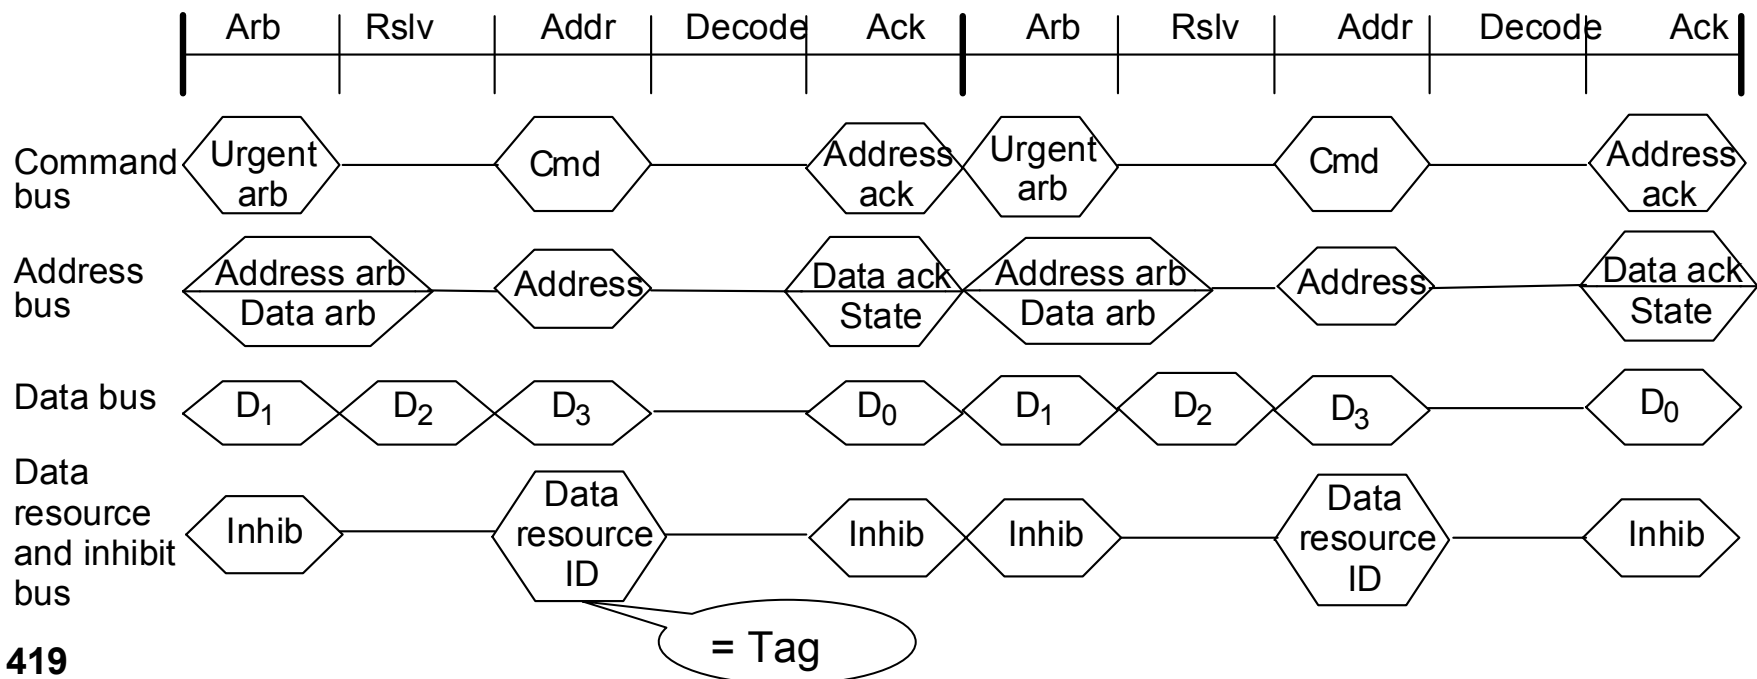 Arb Rslv Addr Decode Ack Arb Rslv Addr Decode Ack
Command
bus
Urgent
arb
Cmd
Address
ack
Urgent
arb
Cmd
Address
ack
Address
bus
Address arb
Data arb
Address
Data ack
State
Address arb
Data arb
Address
Data ack
State
Data bus
D1 D2 D3 D0 D1 D2 D3 D0
Data
resource
and inhibit
bus
Inhib
Data
resource
ID
Inhib
Inhib
Data
resource
ID
Inhib
= Tag
419